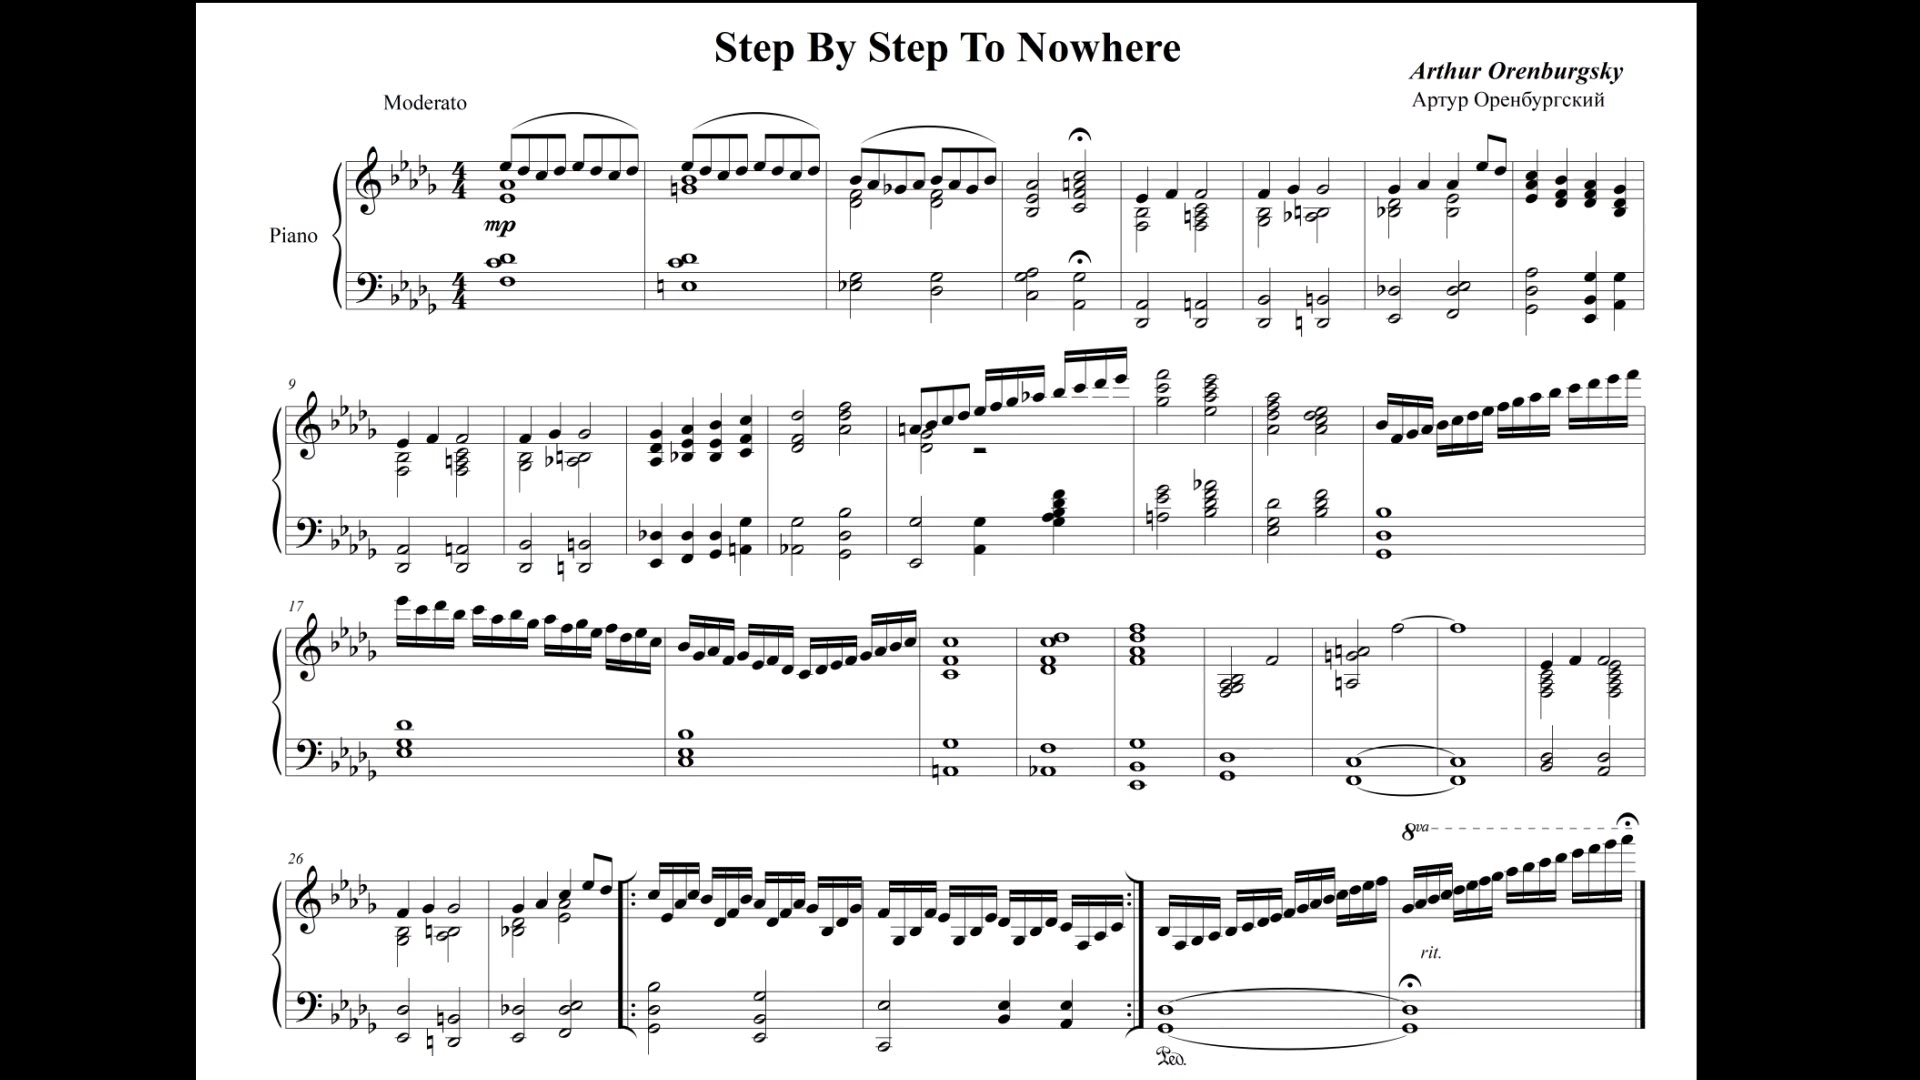 Step By Step To Nowhere
Arthur Orenburgsky
Артур Оренбургский
Moderato
Piano
mp
9
17
26
8va
rit.
Ped.